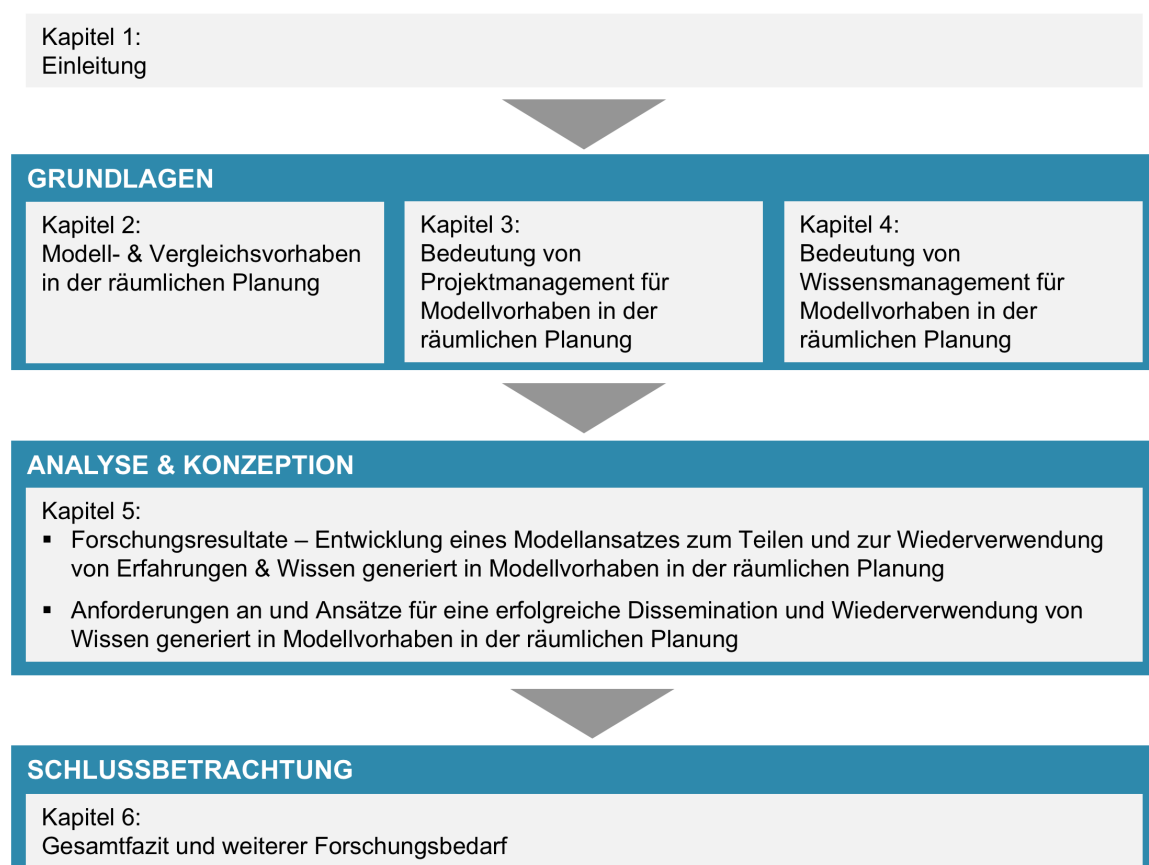 Kapitel 1:
Einleitung
GRUNDLAGEN
Kapitel 2:
Modell- & Vergleichsvorhaben
in der räumlichen Planung
Kapitel 3:
Bedeutung von
Projektmanagement für
Modellvorhaben in der
räumlichen Planung
Kapitel 4:
Bedeutung von
Wissensmanagement für
Modellvorhaben in der
räumlichen Planung
ANALYSE & KONZEPTION
Kapitel 5:
▪ Forschungsresultate – Entwicklung eines Modellansatzes zum Teilen und zur Wiederverwendung
von Erfahrungen & Wissen generiert in Modellvorhaben in der räumlichen Planung
▪ Anforderungen an und Ansätze für eine erfolgreiche Dissemination und Wiederverwendung von
Wissen generiert in Modellvorhaben in der räumlichen Planung
SCHLUSSBETRACHTUNG
Kapitel 6:
Gesamtfazit und weiterer Forschungsbedarf